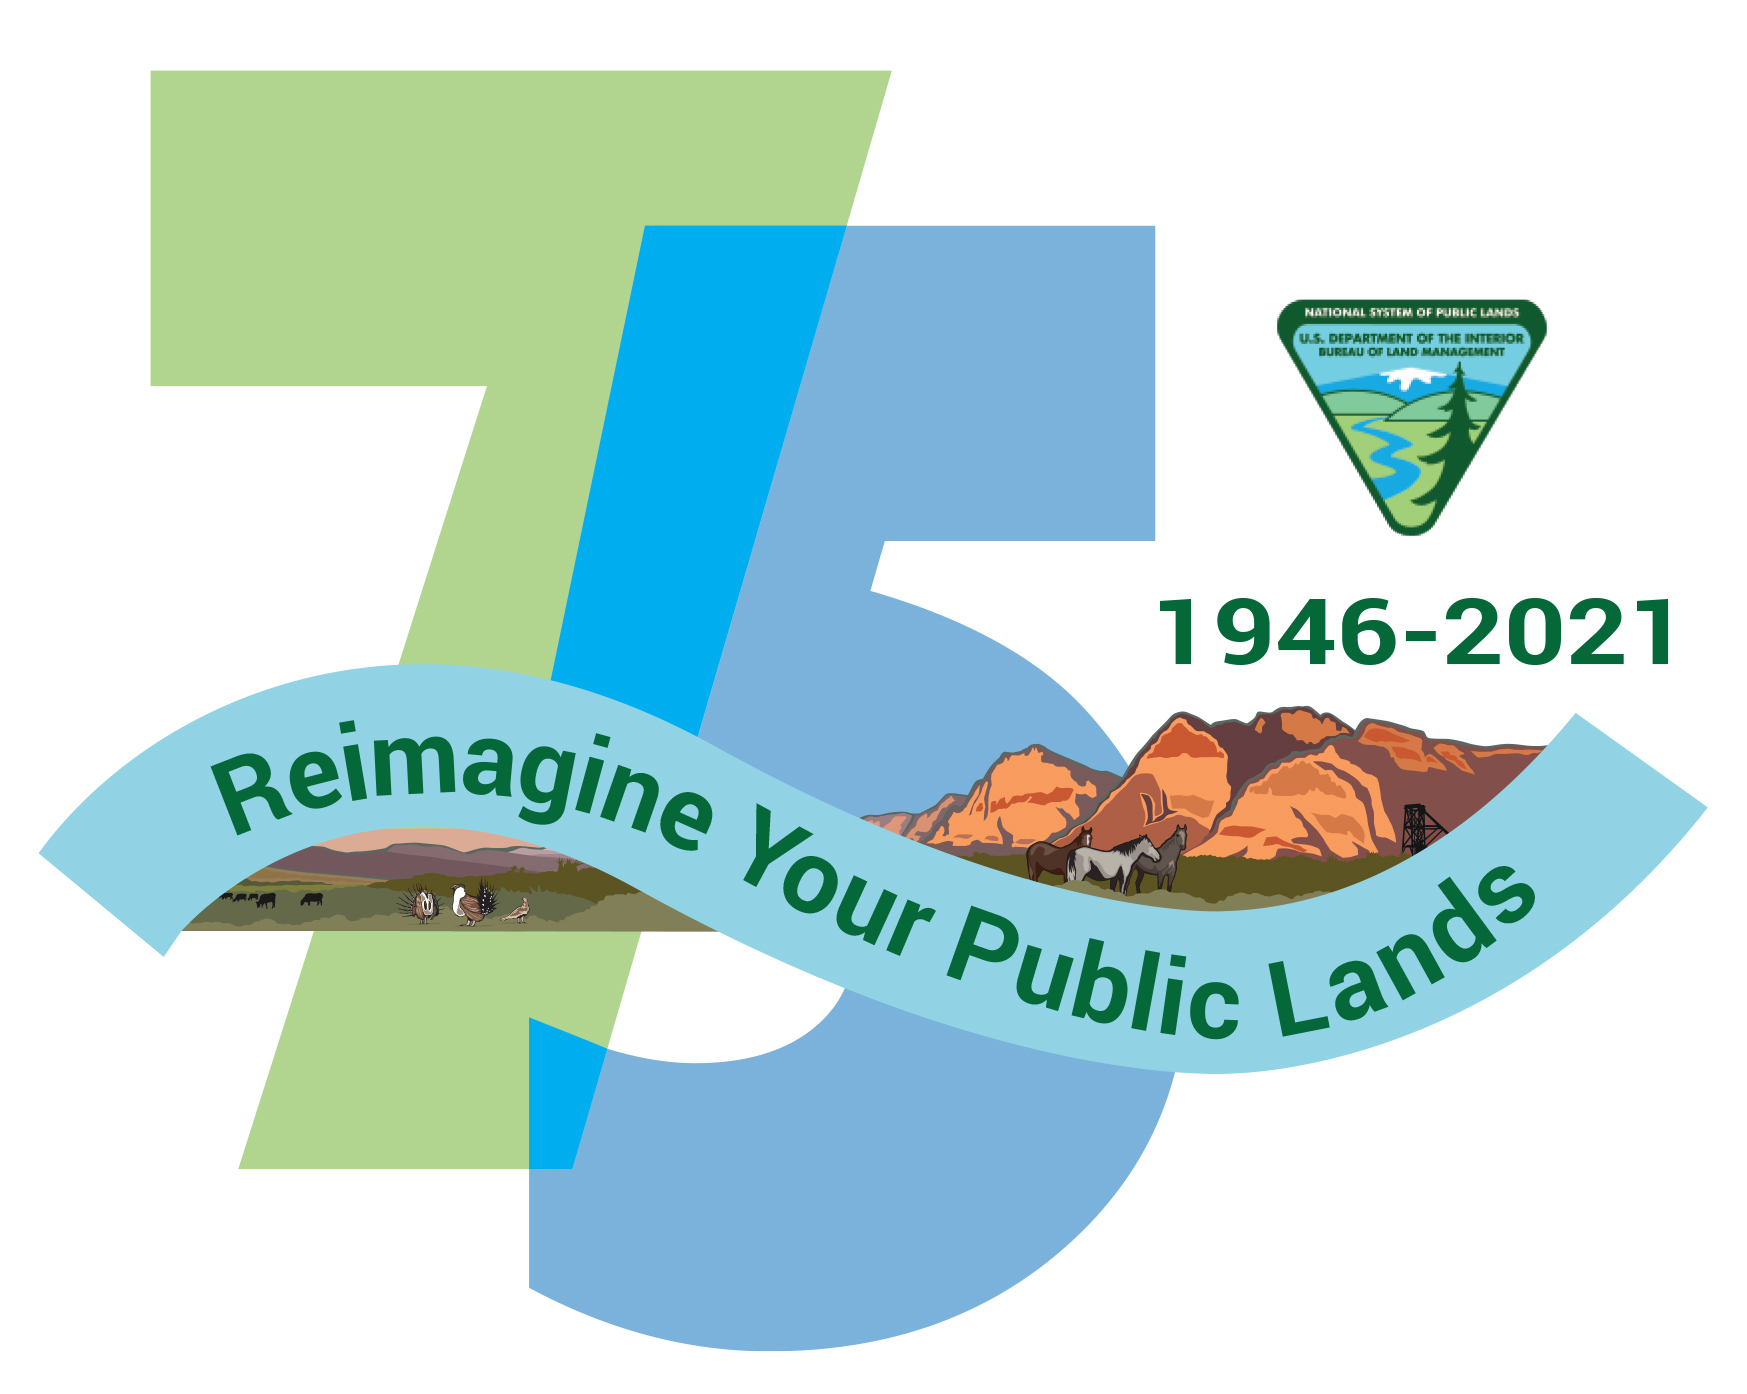 75
NATIONAL SYSTEM OF PUBLIC LANDS
U.S. DEPARTMENT OF THE INTERIOR
BUREAU OF LAND MANAGEMENT
1946-2021
Reimagine Your Public Lands